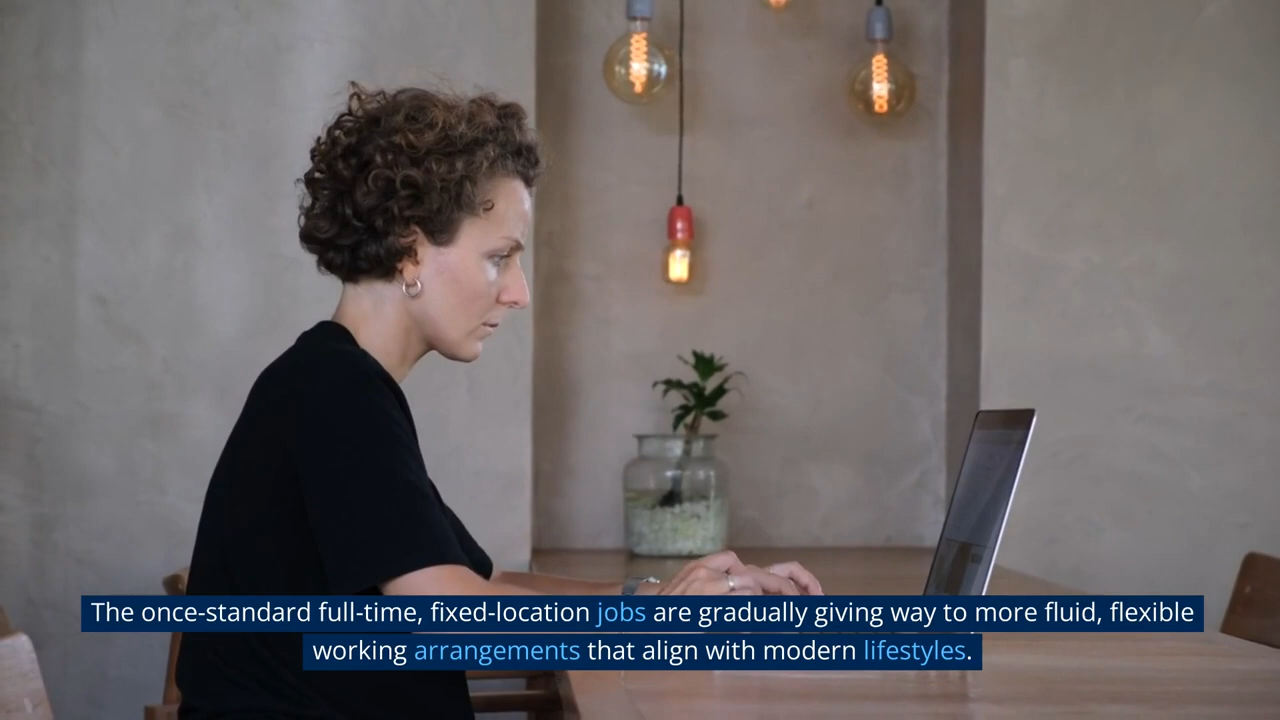 The once-standard full-time, fixed-location jobs are gradually giving way to more fluid, flexible
working arrangements that align with modern lifestyles.